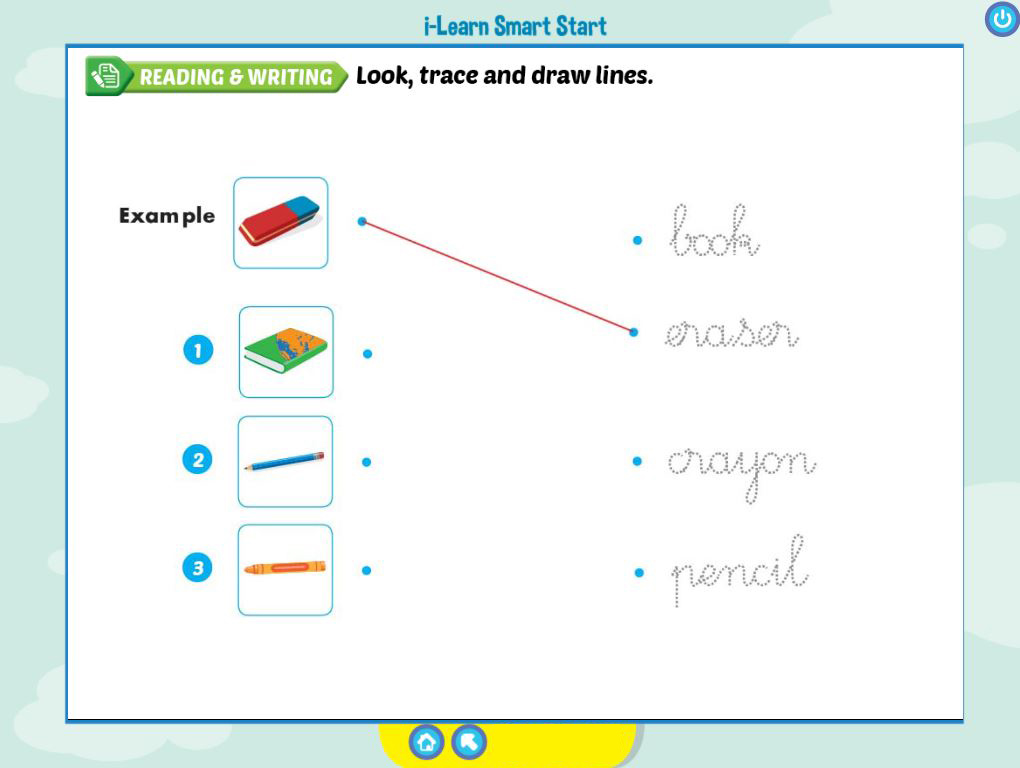 i-Learn Smart Start
READING & WRITING Look, trace and draw lines.
Example
book
eraser
1
2
crayon
3
pencil